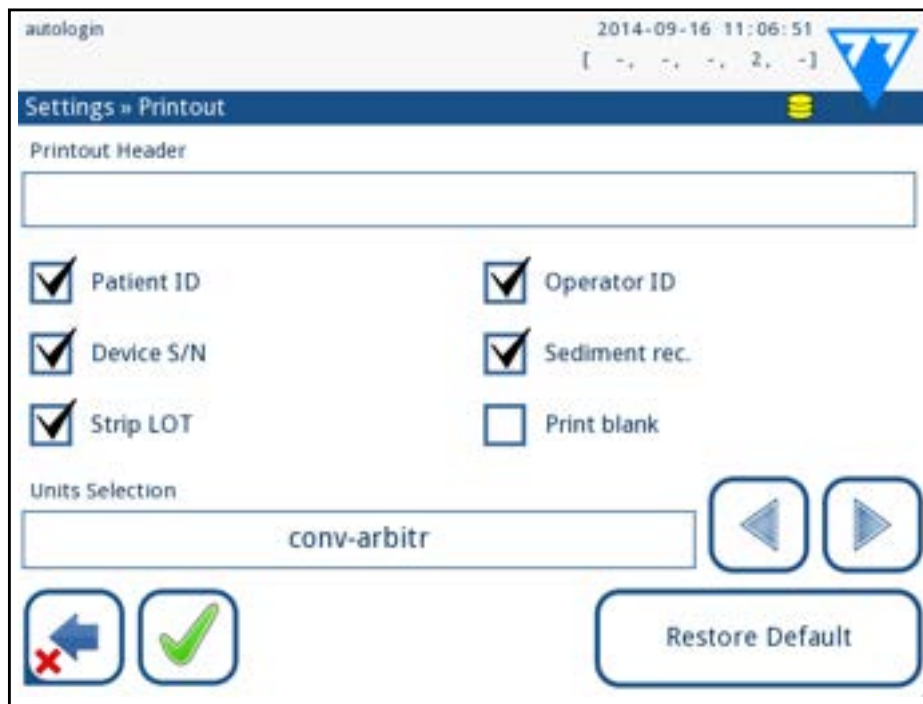 autologin
2014-09-16 11:06:51
[ -, -, -, 2, -]
Settings » Printout
Printout Header
Patient ID
Operator ID
Device S/N
Sediment rec.
Strip LOT
Print blank
Units Selection
conv-arbitr
Restore Default